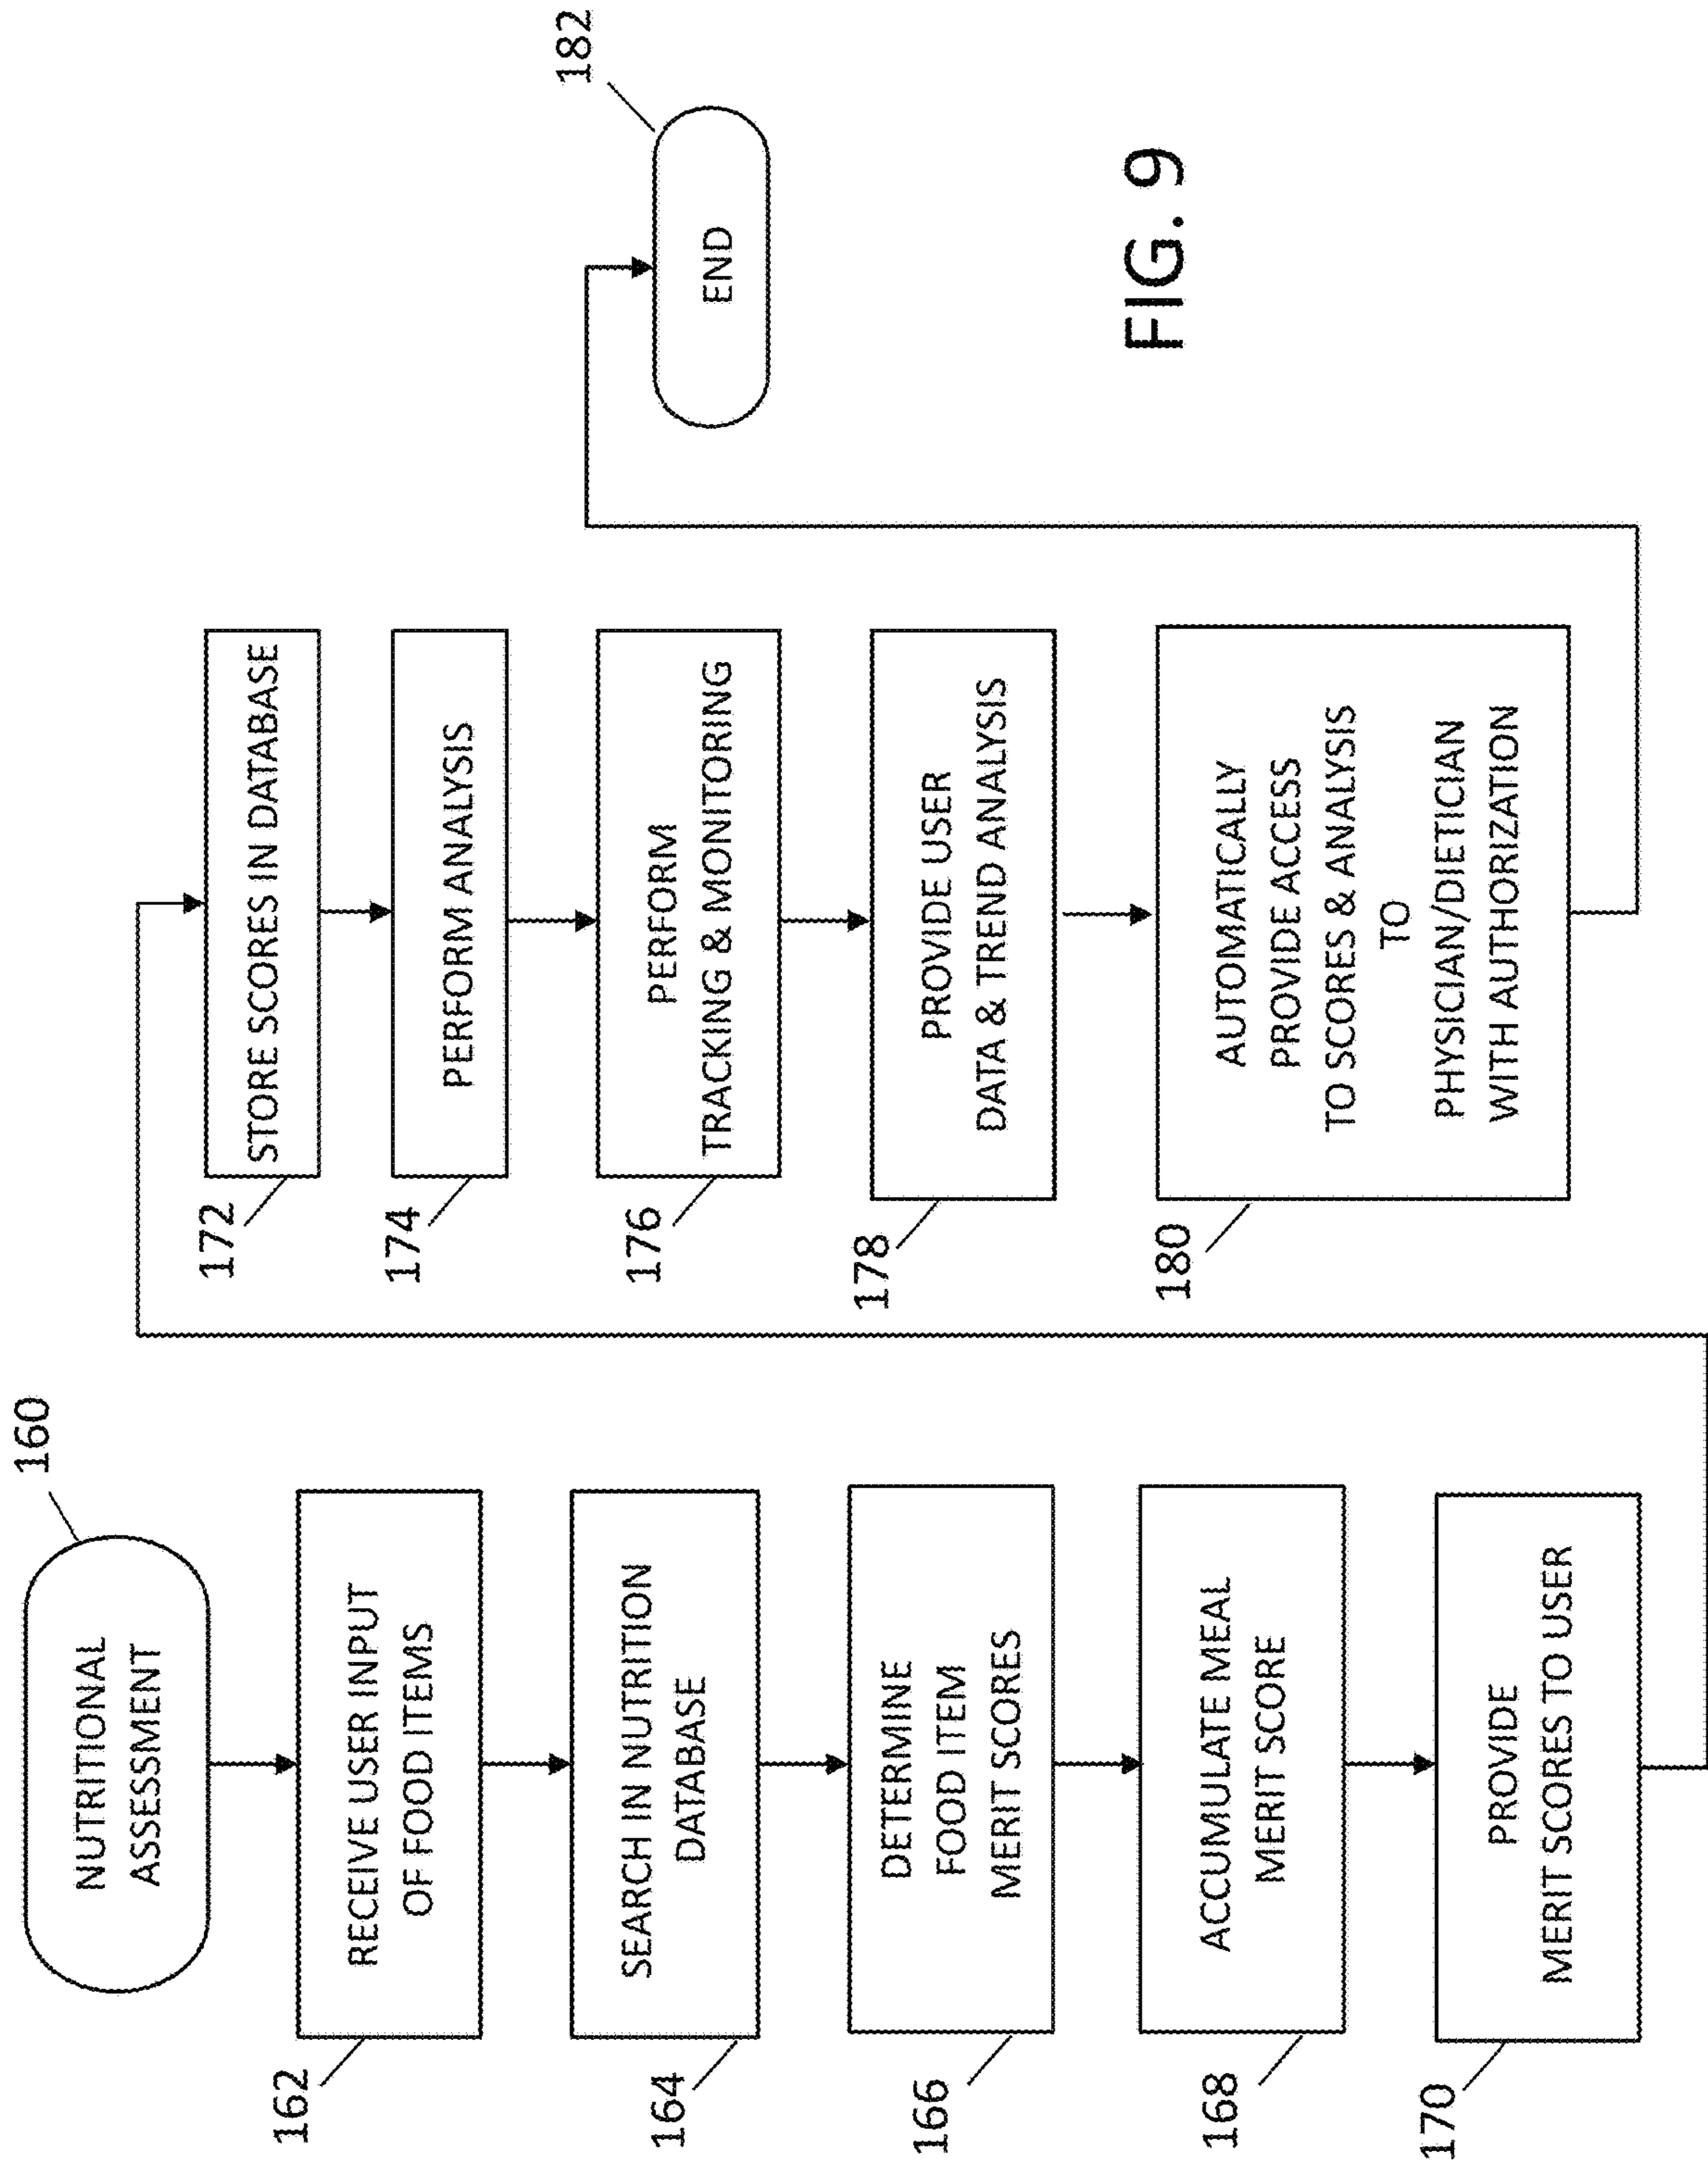 160
NUTRITIONAL
ASSESSMENT
162
RECEIVE USER INPUT
OF FOOD ITEMS
164
SEARCH IN NUTRITION
DATABASE
166
DETERMINE
FOOD ITEM
MERIT SCORES
168
ACCUMULATE MEAL
MERIT SCORE
170
PROVIDE
MERIT SCORES TO USER
172
STORE SCORES IN DATABASE
174
PERFORM ANALYSIS
176
PERFORM
TRACKING & MONITORING
178
PROVIDE USER
DATA & TREND ANALYSIS
180
AUTOMATICALLY
PROVIDE ACCESS
TO SCORES & ANALYSIS
TO
PHYSICIAN/DIETICIAN
WITH AUTHORIZATION
182
END
FIG. 9